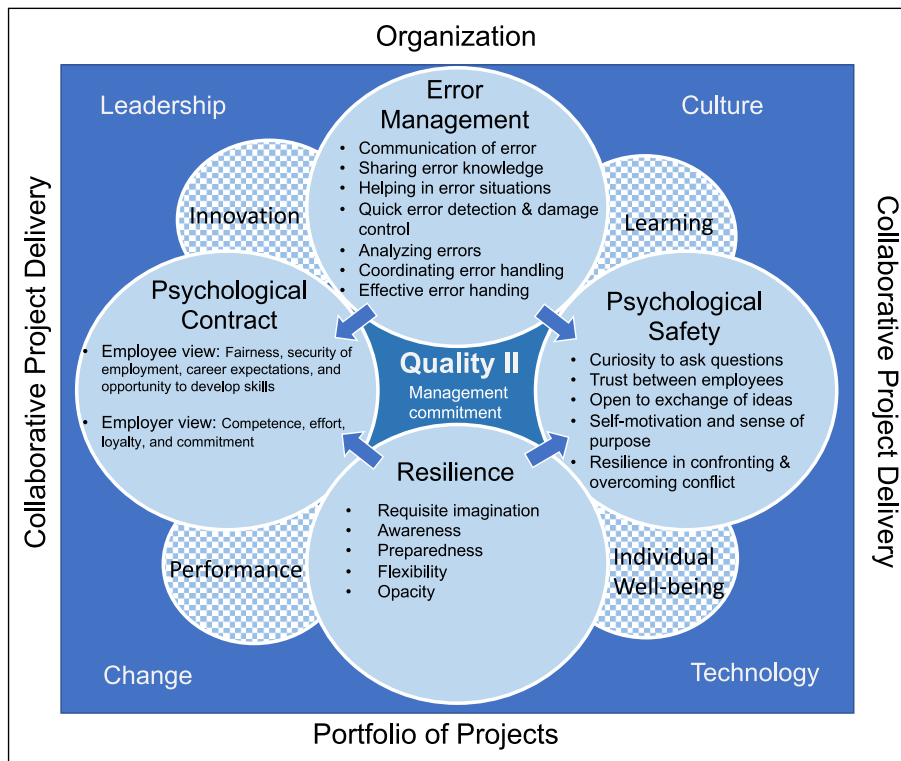 Organization
Leadership
Culture
Collaborative Project Delivery
Collaborative Project Delivery
Error
Management
• Communication of error
• Sharing error knowledge
• Helping in error situations
• Quick error detection & damage
control
• Analyzing errors
• Coordinating error handling
• Effective error handing
Innovation
Learning
Psychological
Contract
• Employee view: Fairness, security of
employment, career expectations, and
opportunity to develop skills
• Employer view: Competence, effort,
loyalty, and commitment
Quality II
Management
commitment
Psychological
Safety
• Curiosity to ask questions
• Trust between employees
• Open to exchange of ideas
• Self-motivation and sense of
purpose
• Resilience in confronting &
overcoming conflict
Resilience
• Requisite imagination
• Awareness
• Preparedness
• Flexibility
• Opacity
Performance
Individual
Well-being
Change
Technology
Portfolio of Projects